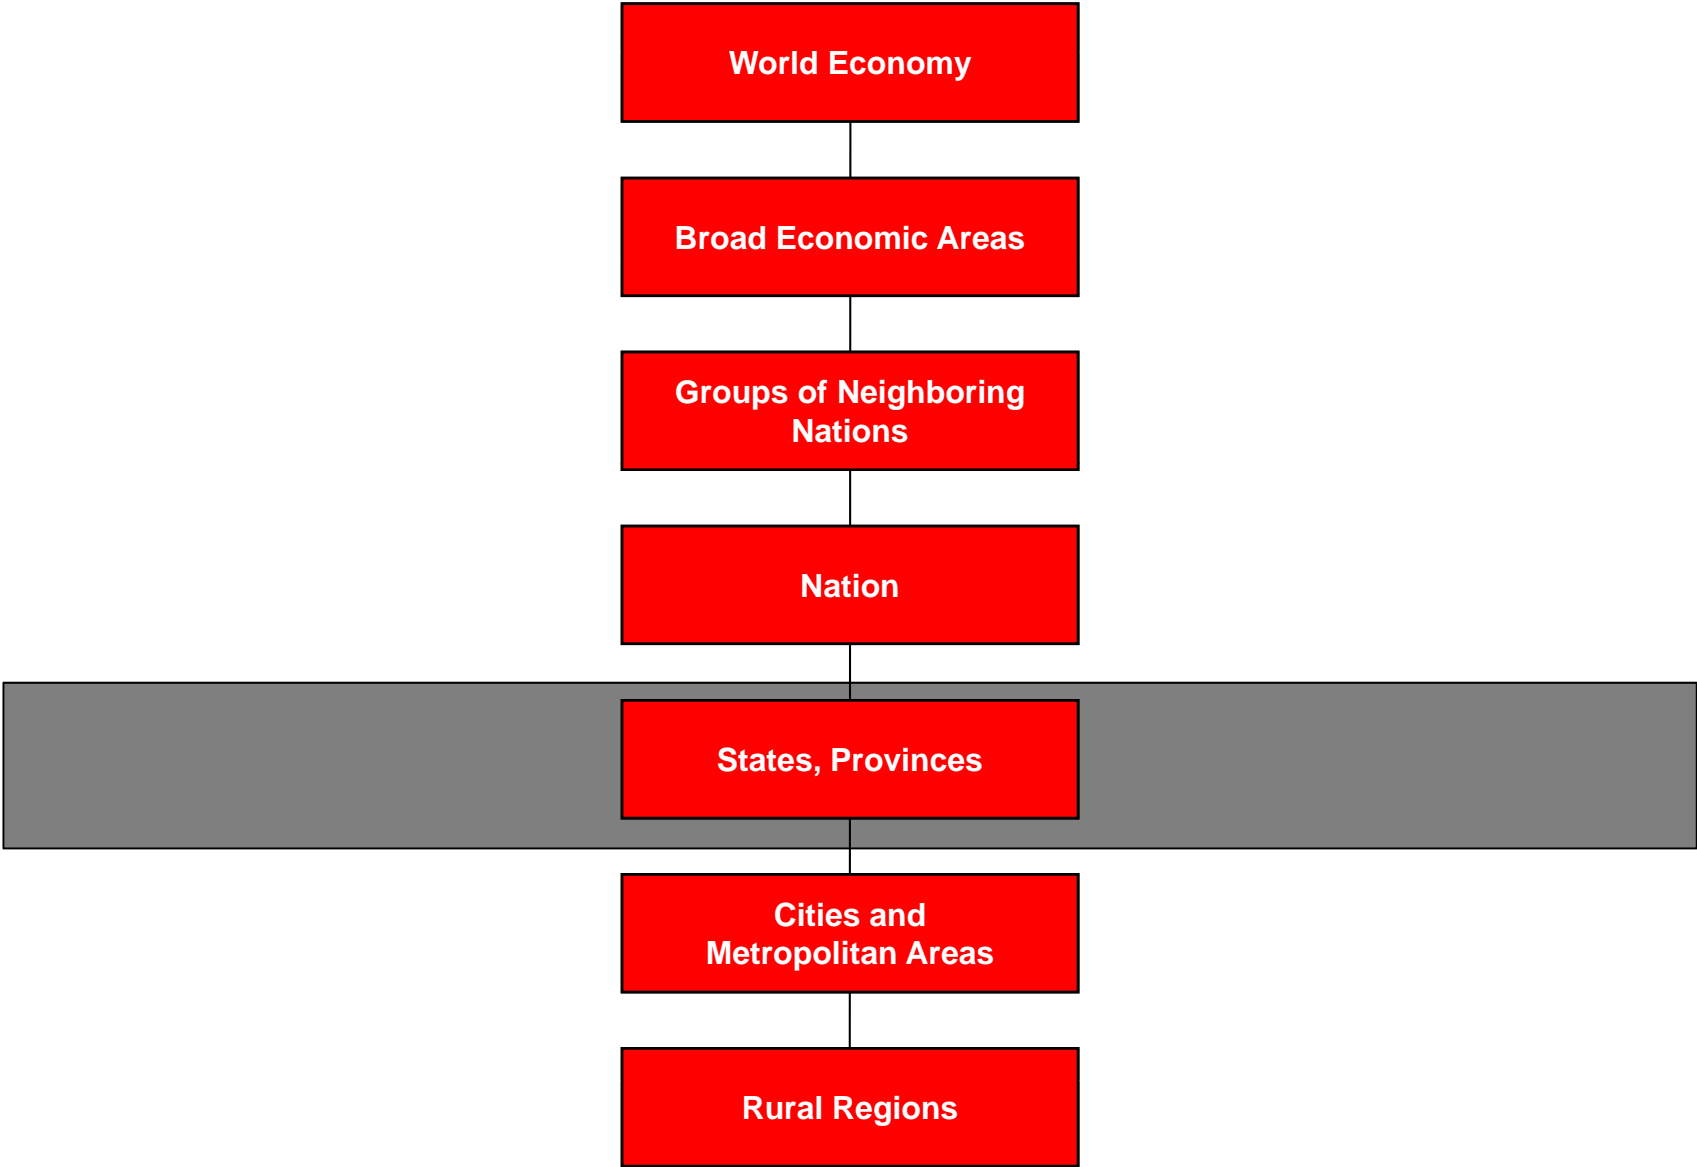 World Economy
Broad Economic Areas
Groups of Neighboring
Nations
Nation
States, Provinces
Cities and
Metropolitan Areas
Rural Regions